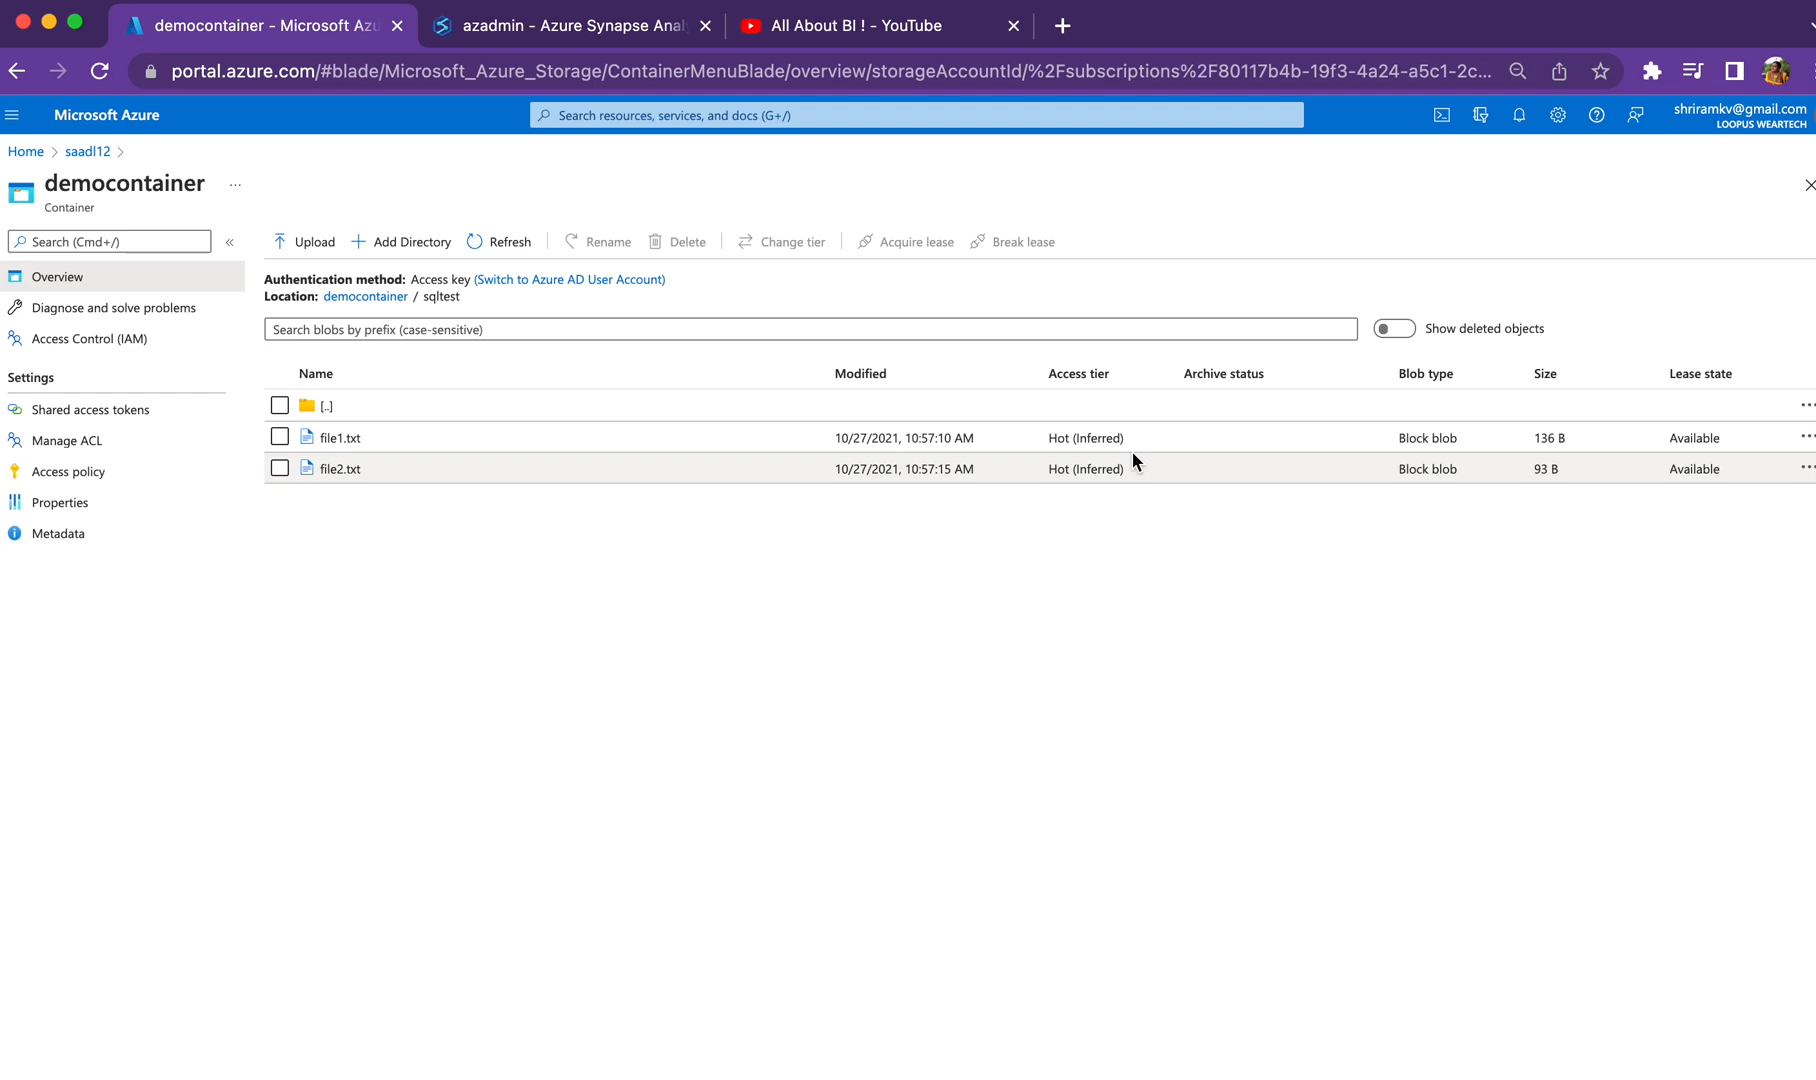 democontainer - Microsoft Azu
azadmin - Azure Synapse Anal
All About BI ! - YouTube
portal.azure.com/#blade/Microsoft_Azure_Storage/ContainerMenuBlade/overview/storageAccountId/%2Fsubscriptions%2F80117b4b-19f3-4a24-a5c1-2c...
Microsoft Azure
Search resources, services, and docs (G+/)
shriramkv@gmail.com
LOOPUS WEARTECH
Home > saadl12 >
democontainer ...
Container
Search (Cmd+/) «
Upload Add Directory Refresh Rename Delete Change tier Acquire lease Break lease
Overview
Diagnose and solve problems
Access Control (IAM)
Settings
Shared access tokens
Manage ACL
Access policy
Properties
Metadata
Authentication method: Access key (Switch to Azure AD User Account)
Location: democontainer / sqltest
Search blobs by prefix (case-sensitive)
Show deleted objects
Name Modified Access tier Archive status Blob type Size Lease state
[..]
file1.txt 10/27/2021, 10:57:10 AM Hot (Inferred) Block blob 136 B Available
file2.txt 10/27/2021, 10:57:15 AM Hot (Inferred) Block blob 93 B Available